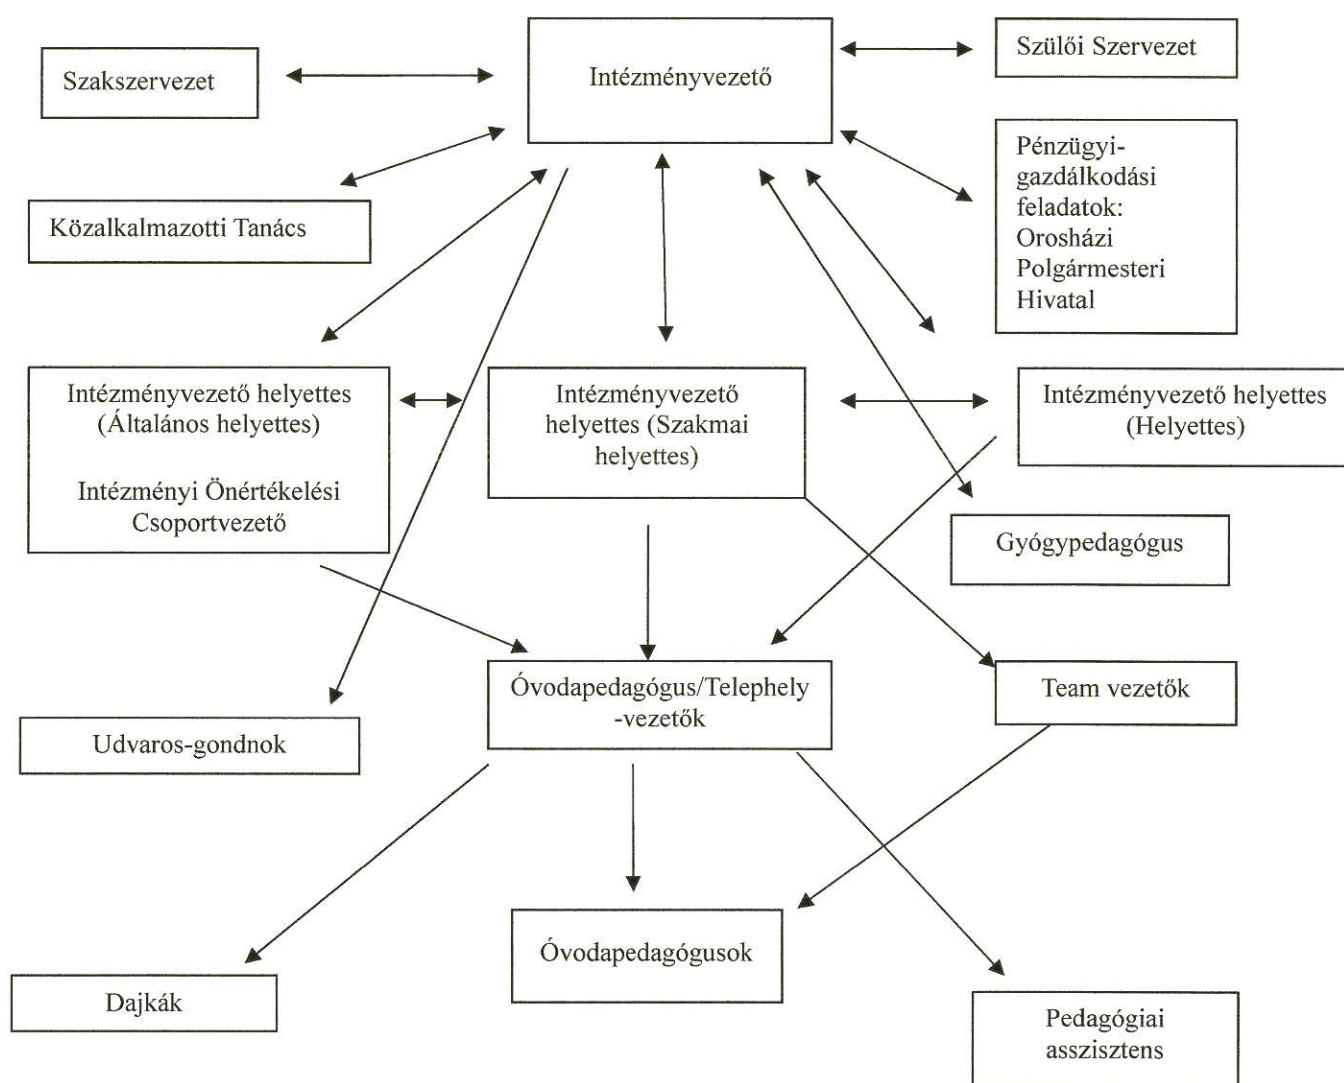 Szakszervezet
Intézményvezető
Szülői Szervezet
Közalkalmazotti Tanács
Pénzügyi-
gazdálkodási
feladatok:
Orosházi
Polgármesteri
Hivatal
Intézményvezető helyettes
(Általános helyettes)
Intézményi Önértékelési
Csoportvezető
Intézményvezető
helyettes (Szakmai
helyettes)
Intézményvezető helyettes
(Helyettes)
Gyógypedagógus
Udvaros-gondnok
Óvodapedagógus/Telephely
-vezetők
Team vezetők
Dajkák
Óvodapedagógusok
Pedagógiai
asszisztens